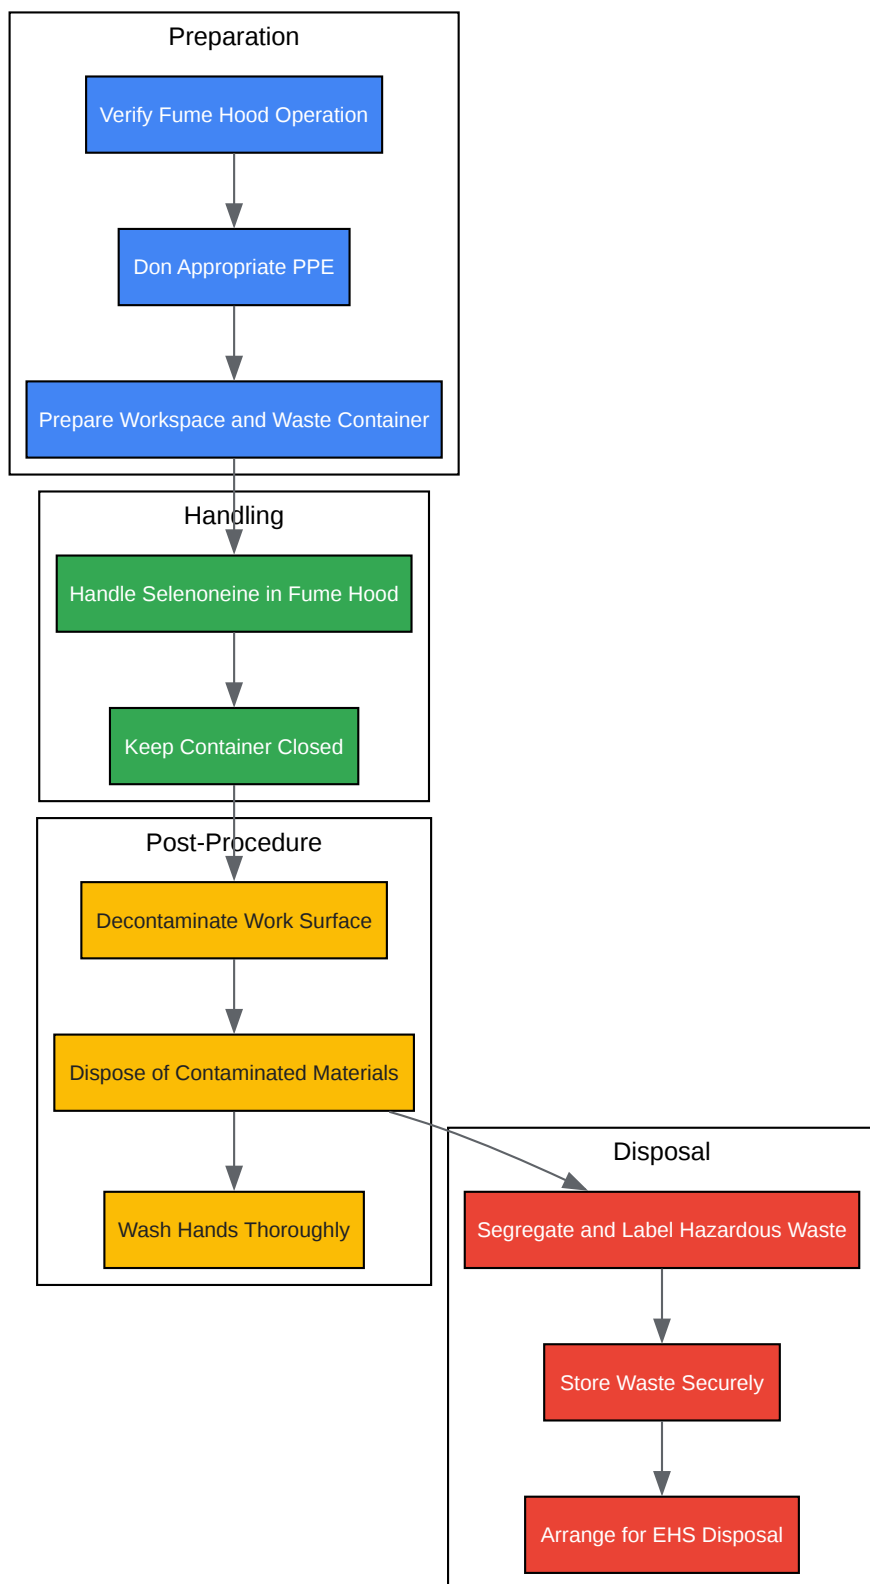 Preparation
Verify Fume Hood Operation
Don Appropriate PPE
Prepare Workspace and Waste Container
Handling
Handle Selenoneine in Fume Hood
Keep Container Closed
Post-Procedure
Decontaminate Work Surface
Dispose of Contaminated Materials
Wash Hands Thoroughly
Disposal
Segregate and Label Hazardous Waste
Store Waste Securely
Arrange for EHS Disposal